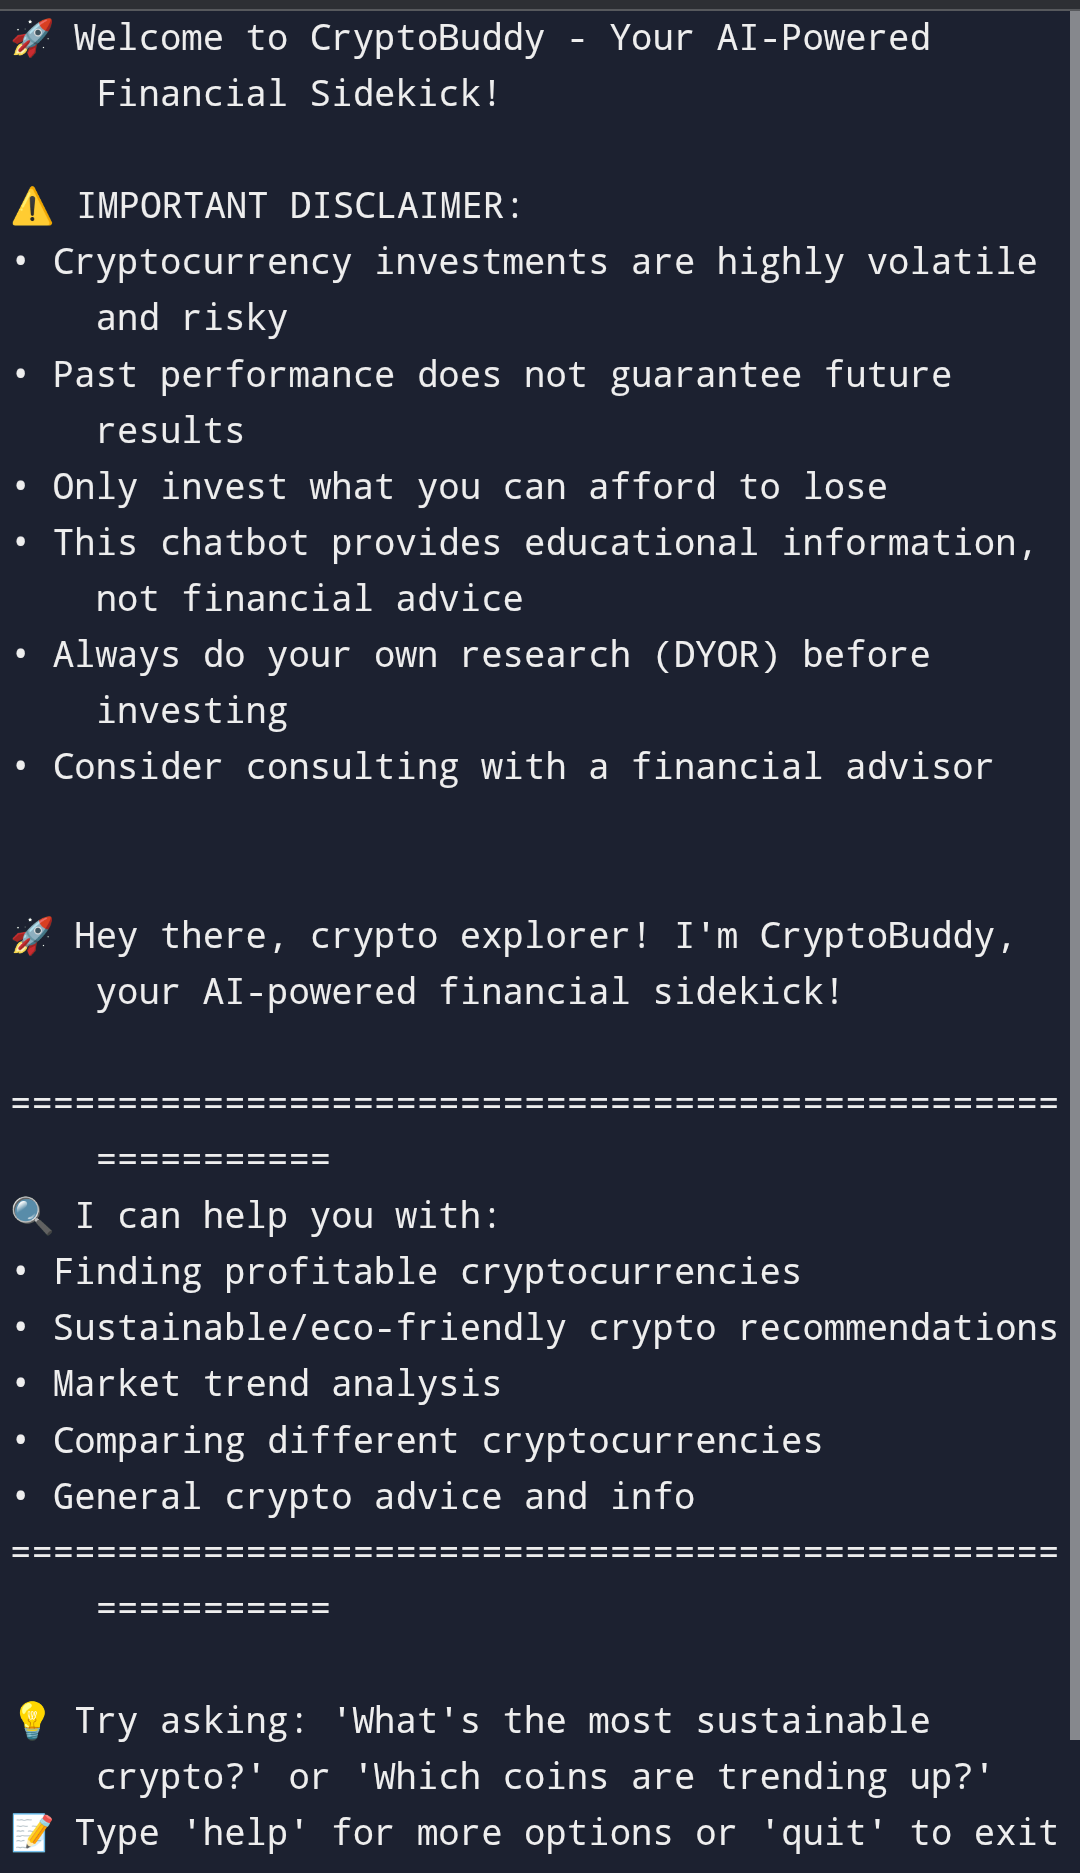 🚀 Welcome to CryptoBuddy - Your AI-Powered
Financial Sidekick!
⚠️ IMPORTANT DISCLAIMER:
• Cryptocurrency investments are highly volatile
and risky
• Past performance does not guarantee future
results
• Only invest what you can afford to lose
• This chatbot provides educational information,
not financial advice
• Always do your own research (DYOR) before
investing
• Consider consulting with a financial advisor
🚀 Hey there, crypto explorer! I'm CryptoBuddy,
your AI-powered financial sidekick!
=================================================
===========
🔍 I can help you with:
• Finding profitable cryptocurrencies
• Sustainable/eco-friendly crypto recommendations
• Market trend analysis
• Comparing different cryptocurrencies
• General crypto advice and info
=================================================
===========
💡 Try asking: 'What's the most sustainable
crypto?' or 'Which coins are trending up?'
📝 Type 'help' for more options or 'quit' to exit